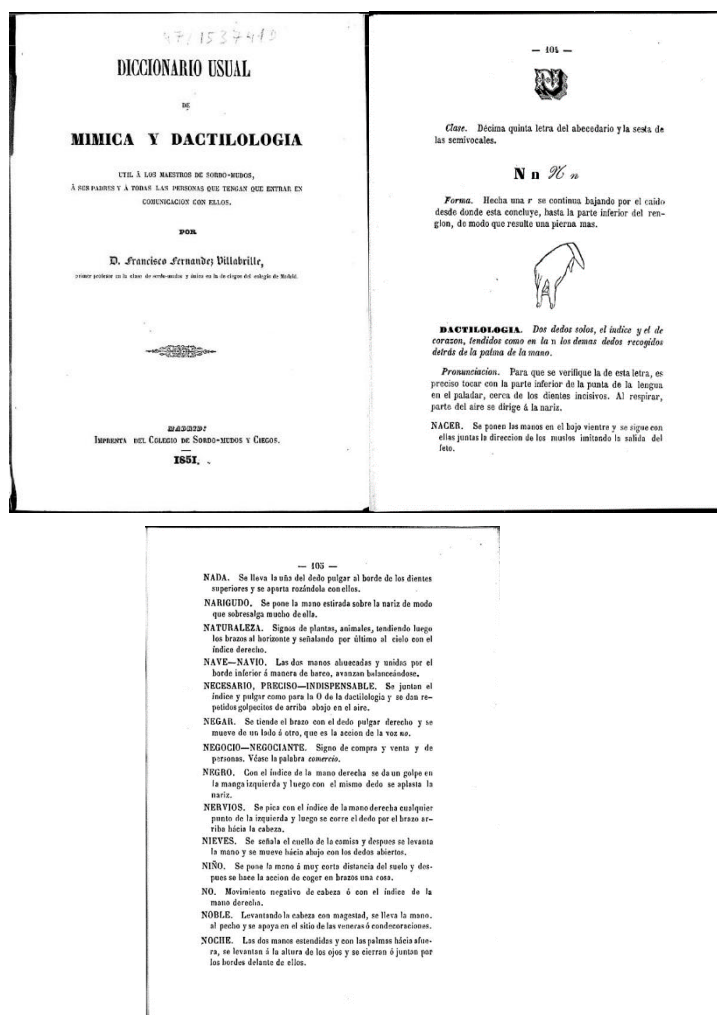 47/1537419
DICCIONARIO USUAL
DE
MIMICA Y DACTILOLOGIA
UTIL Á LOS MAESTROS DE SORDO-MUDOS,
Á SUS PADRES Y Á TODAS LAS PERSONAS QUE TENGAN QUE ENTRAR EN
COMUNICACION CON ELLOS.
POR
D. Francisco Fernandez Villabrille,
primer profesor en la clase de sordo-mudos y único en la de ciegos del colegio de Madrid.
MADRID:
IMPRENTA DEL COLEGIO DE SORDO-MUDOS Y CIEGOS.
1851.
— 104 —
N
Clase. Décima quinta letra del abecedario y la sesta de
las semivocales.
N n N n
Forma. Hecha una r se continua bajando por el caido
desde donde esta concluye, hasta la parte inferior del ren-
glon, de modo que resulte una pierna mas.
DACTILOLOGIA. Dos dedos solos, el índice y el de
corazon, tendidos como en la n los demas dedos recogidos
detrás de la palma de la mano.
Pronunciacion. Para que se verifique la de esta letra, es
preciso tocar con la parte inferior de la punta de la lengua
en el paladar, cerca de los dientes incisivos. Al respirar,
parte del aire se dirige á la nariz.
NACER. Se ponen las manos en el bajo vientre y se sigue con
ellas juntas la direccion de los muslos imitando la salida del
feto.
— 105 —
NADA. Se lleva la uña del dedo pulgar al borde de los dientes
superiores y se aparta rozándola con ellos.
NARIGUDO. Se pone la mano estirada sobre la nariz de modo
que sobresalga mucho de ella.
NATURALEZA. Signos de plantas, animales, tendiendo luego
los brazos al horizonte y señalando por último al cielo con el
índice derecho.
NAVE—NAVIO. Las dos manos ahuecadas y unidas por el
borde inferior á manera de barco, avanzan balanceándose.
NECESARIO, PRECISO—INDISPENSABLE. Se juntan el
índice y pulgar como para la O de la dactilologia y se dan re-
petidos golpecitos de arriba abajo en el aire.
NEGAR. Se tiende el brazo con el dedo pulgar derecho y se
mueve de un lado á otro, que es la accion de la voz no.
NEGOCIO—NEGOCIANTE. Signo de compra y venta y de
personas. Véase la palabra comercio.
NEGRO. Con el índice de la mano derecha se da un golpe en
la manga izquierda y luego con el mismo dedo se aplasta la
nariz.
NERVIOS. Se pica con el índice de la mano derecha cualquier
punto de la izquierda y luego se corre el dedo por el brazo ar-
riba hácia la cabeza.
NIEVES. Se señala el cuello de la camisa y despues se levanta
la mano y se mueve hácia abajo con los dedos abiertos.
NIÑO. Se pone la mano á muy corta distancia del suelo y des-
pues se hace la accion de coger en brazos una cosa.
NO. Movimiento negativo de cabeza ó con el índice de la
mano derecha.
NOBLE. Levantando la cabeza con magestad, se lleva la mano
al pecho y se apoya en el sitio de las veneras ó condecoraciones.
NOCHE. Las dos manos estendidas y con las palmas hácia afue-
ra, se levantan á la altura de los ojos y se cierran ó juntan por
los bordes delante de ellos.